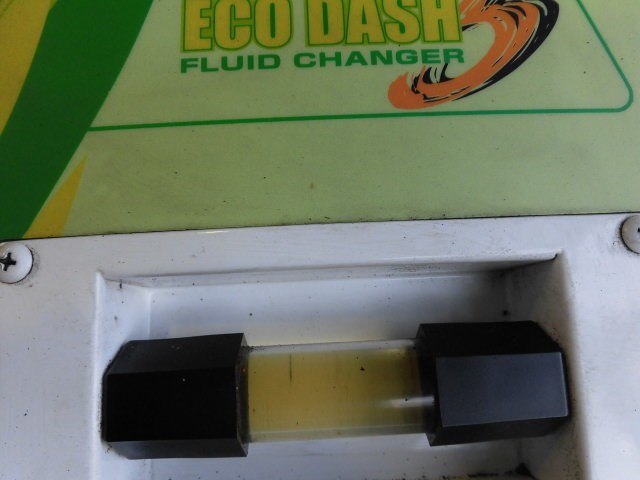 ECO DASH
FLUID CHANGER